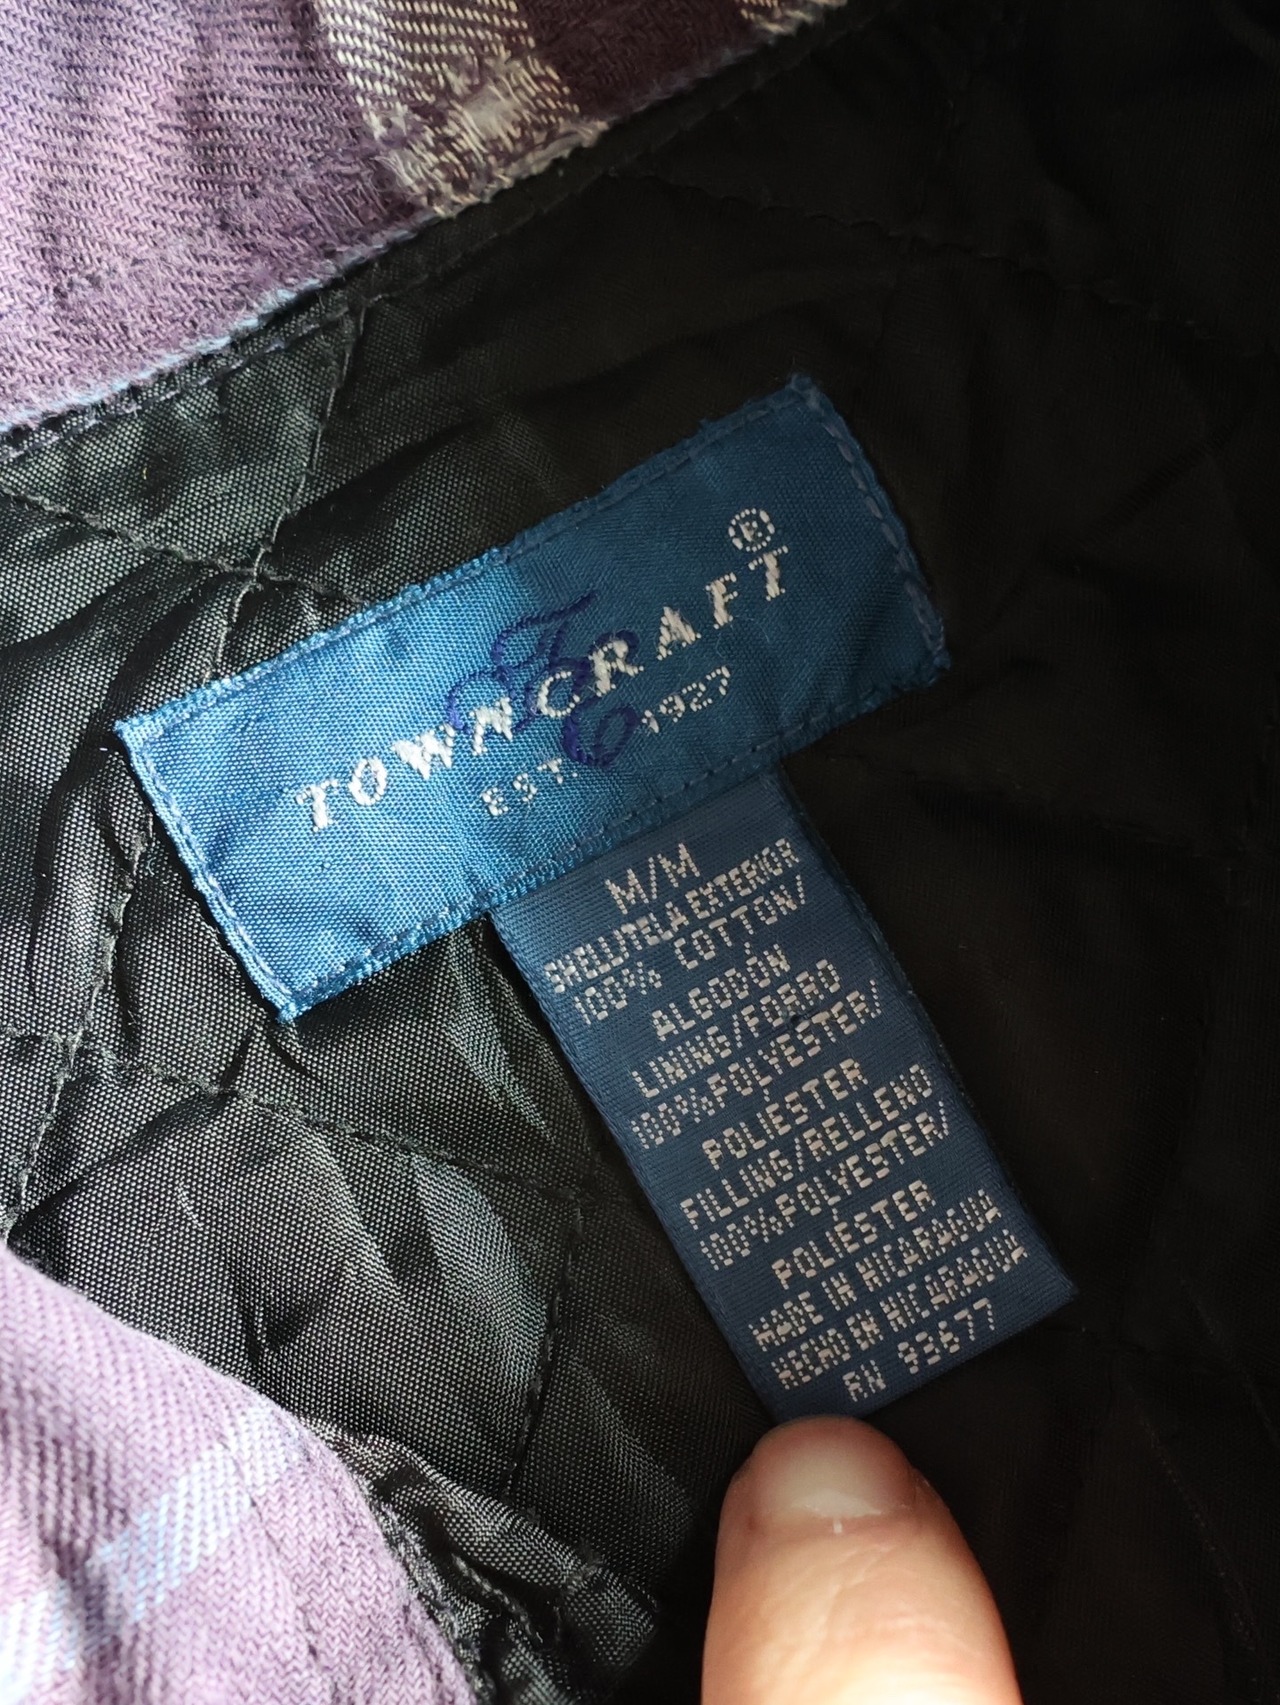 TOWNCRAFT®
TC
EST. 1927
M/M
SHELL/TELA EXTERIOR
100% COTTON/
ALGODÓN
LINING/FORRO
100%POLYESTER/
POLIESTER
FILLING/RELLENO
100%POLYESTER/
POLIESTER
MADE IN NICARAGUA
HECHO EN NICARAGUA
RN 93677